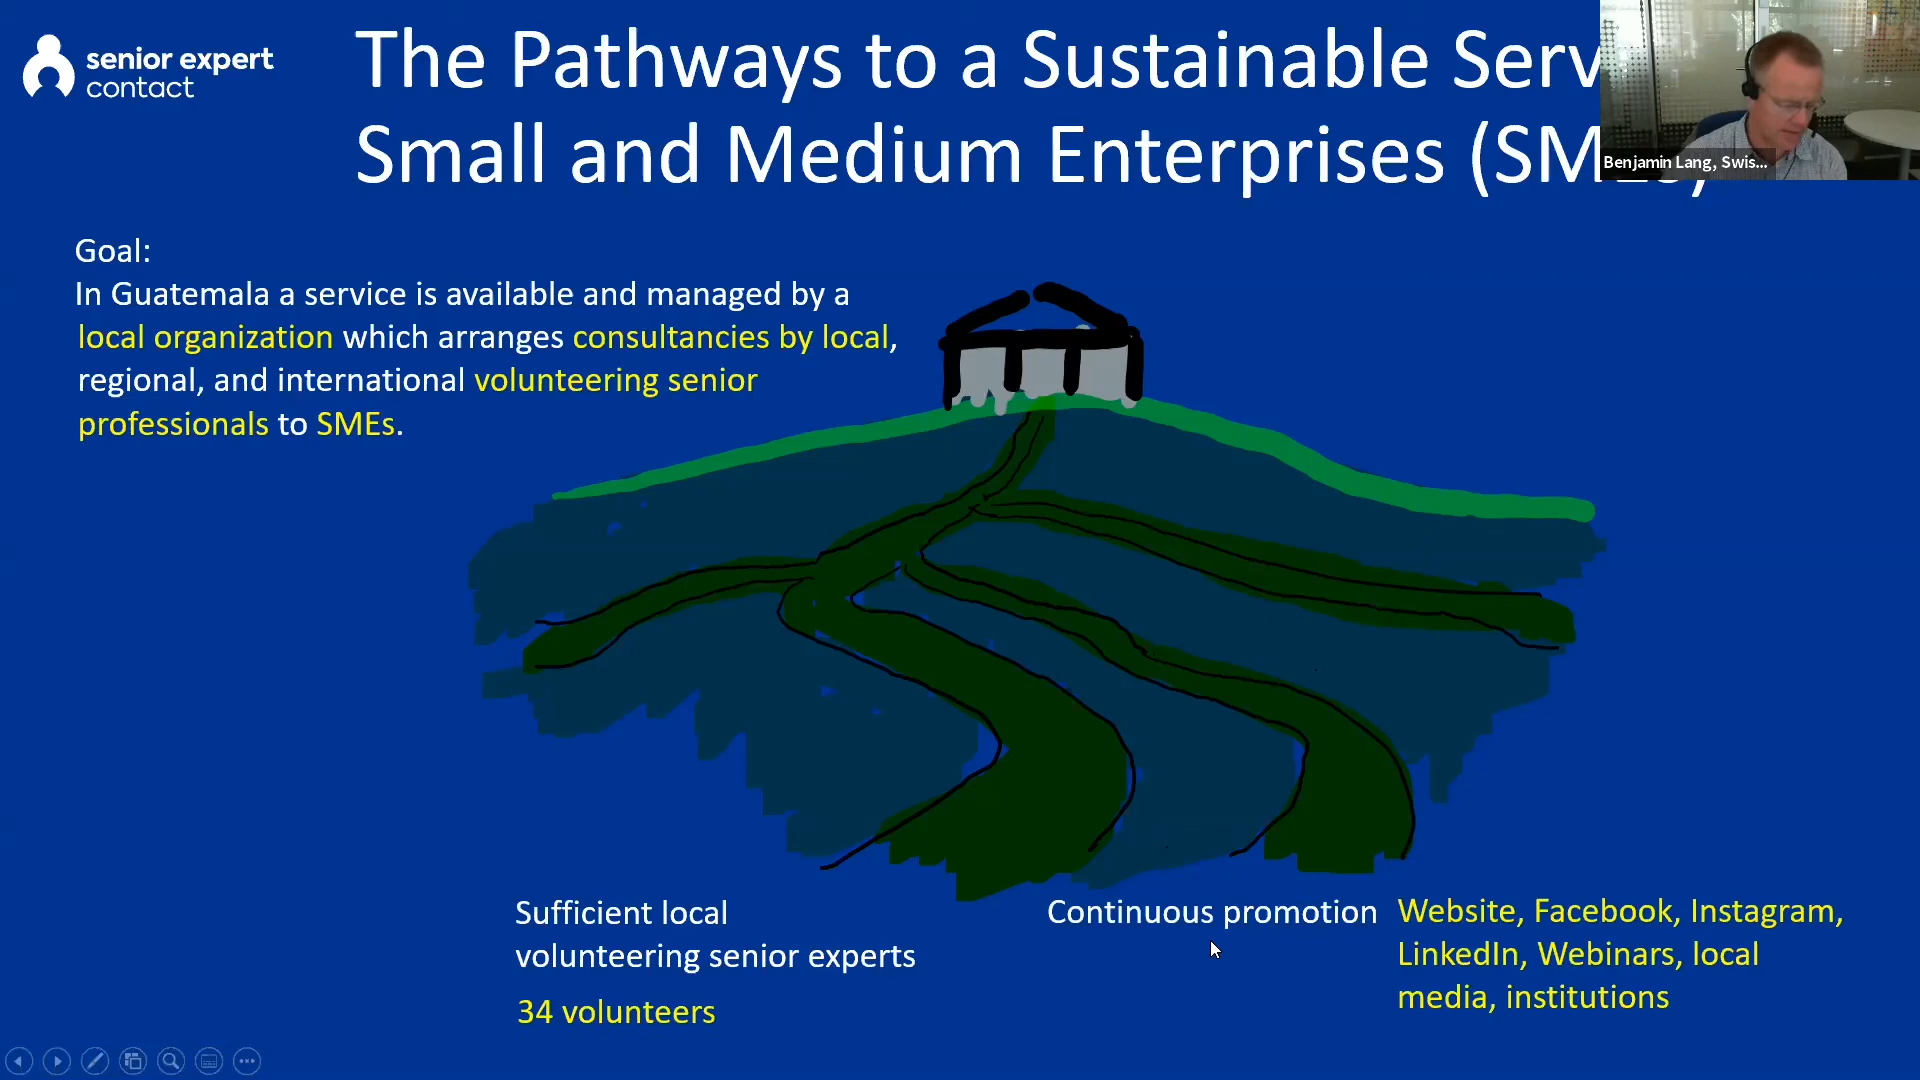 senior expert
contact
The Pathways to a Sustainable Serv
Small and Medium Enterprises (SM
Benjamin Lang, Swis...
Goal:
In Guatemala a service is available and managed by a
local organization which arranges consultancies by local,
regional, and international volunteering senior
professionals to SMEs.
Sufficient local
volunteering senior experts
34 volunteers
Continuous promotion
Website, Facebook, Instagram,
LinkedIn, Webinars, local
media, institutions